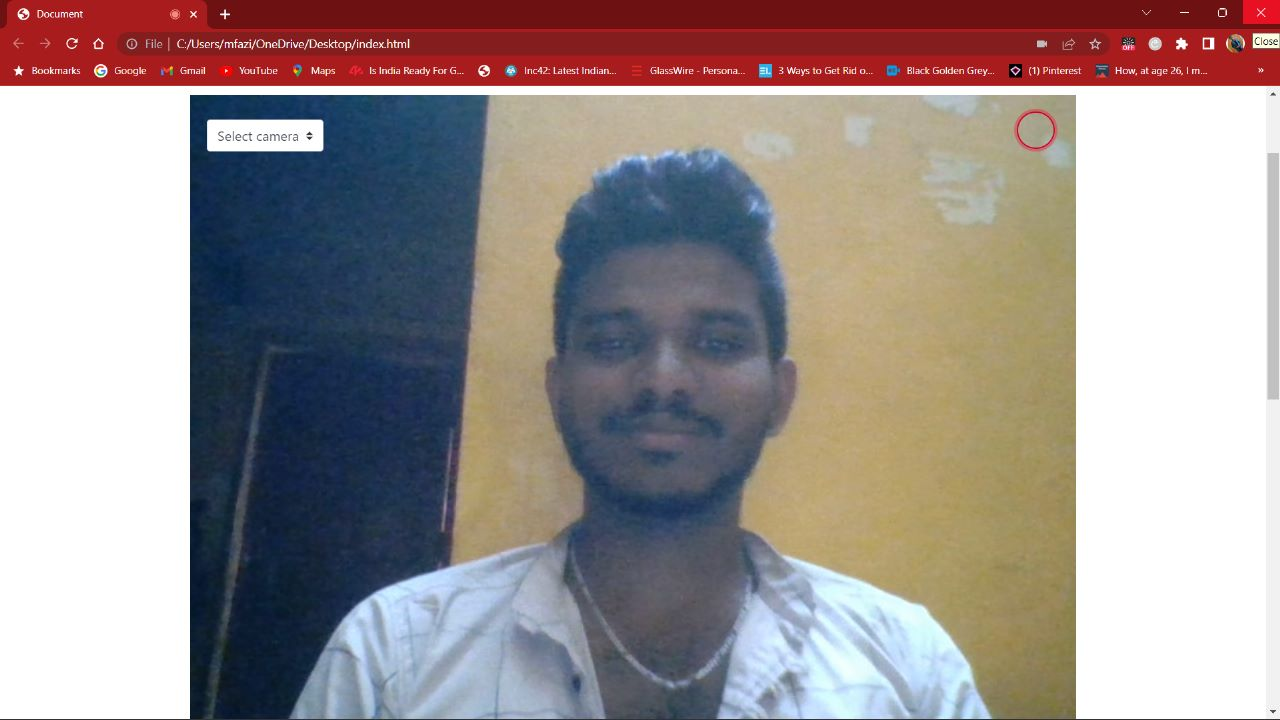 Document
File C:/Users/mfazi/OneDrive/Desktop/index.html
OFF
Close
Bookmarks Google Gmail YouTube Maps Is India Ready For G... Inc42: Latest Indian... GlassWire - Persona... 3 Ways to Get Rid o... Black Golden Grey... (1) Pinterest How, at age 26, I m... »
Select camera